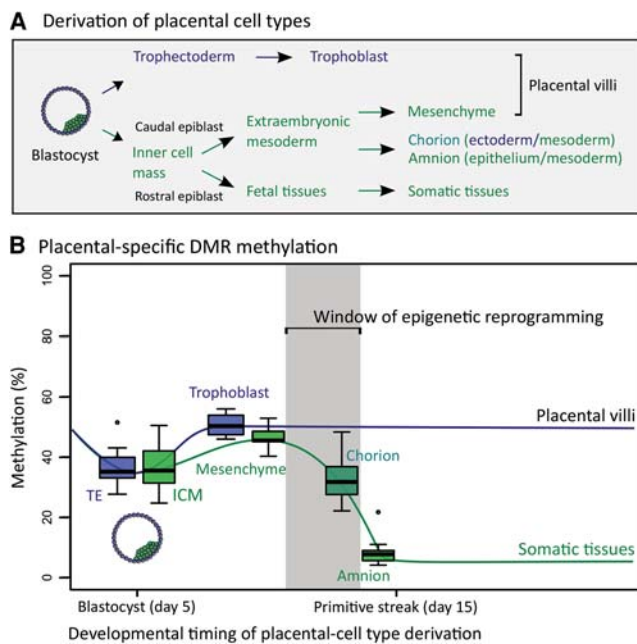 A Derivation of placental cell types
Trophectoderm
Trophoblast
Placental villi
Blastocyst
Caudal epiblast
Inner cell
mass
Rostral epiblast
Extraembryonic
mesoderm
Mesenchyme
Chorion (ectoderm/mesoderm)
Amnion (epithelium/mesoderm)
Fetal tissues
Somatic tissues
B Placental-specific DMR methylation
Methylation (%)
100
80
60
40
20
0
Window of epigenetic reprogramming
Trophoblast
Placental villi
Mesenchyme
Chorion
TE
ICM
Somatic tissues
Amnion
Blastocyst (day 5)
Primitive streak (day 15)
Developmental timing of placental-cell type derivation